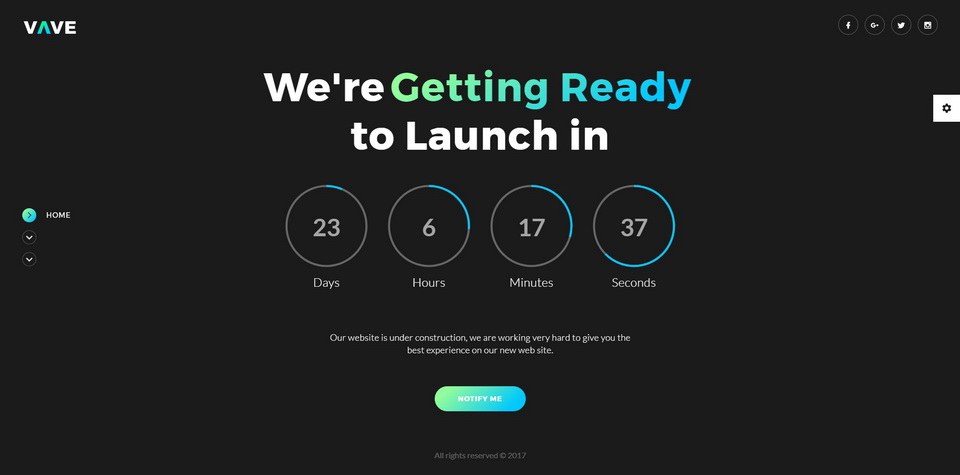 VAVE
We're Getting Ready
to Launch in
HOME
23 6 17 37
Days Hours Minutes Seconds
Our website is under construction, we are working very hard to give you the
best experience on our new web site.
NOTIFY ME
All rights reserved © 2017